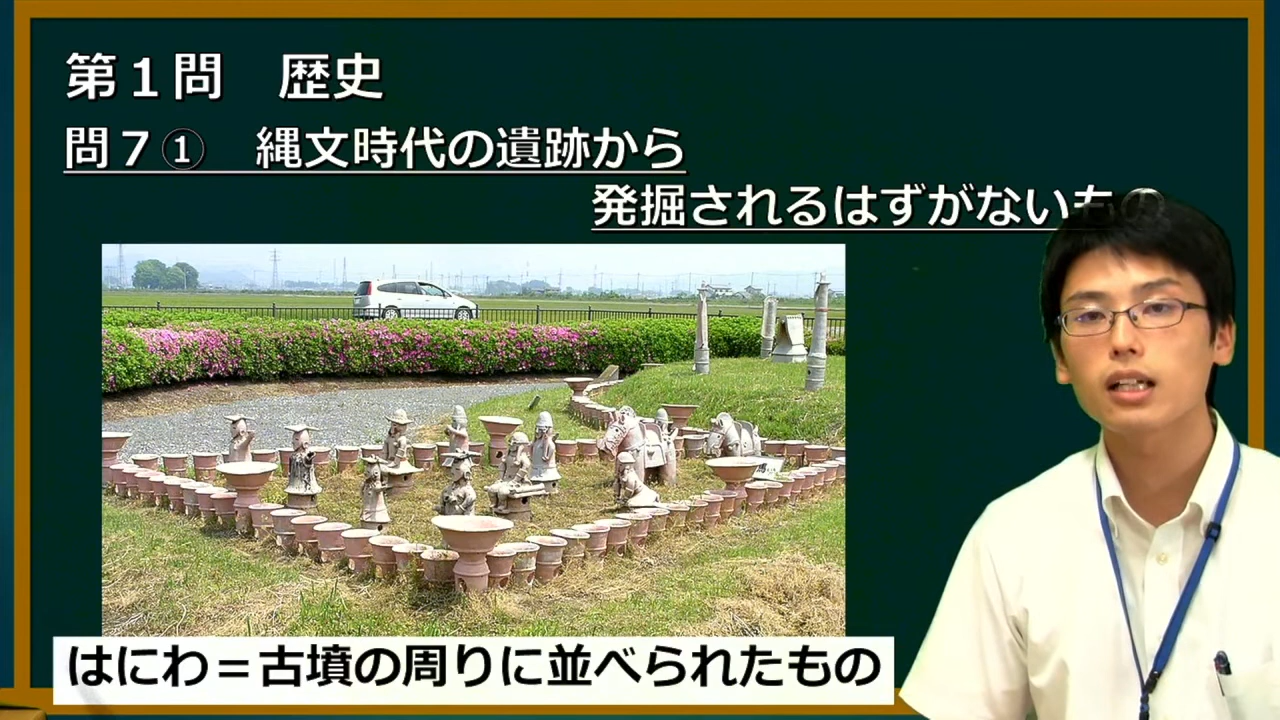 第１問　歴史
問７①　縄文時代の遺跡から
発掘されるはずがないもの
はにわ＝古墳の周りに並べられたもの